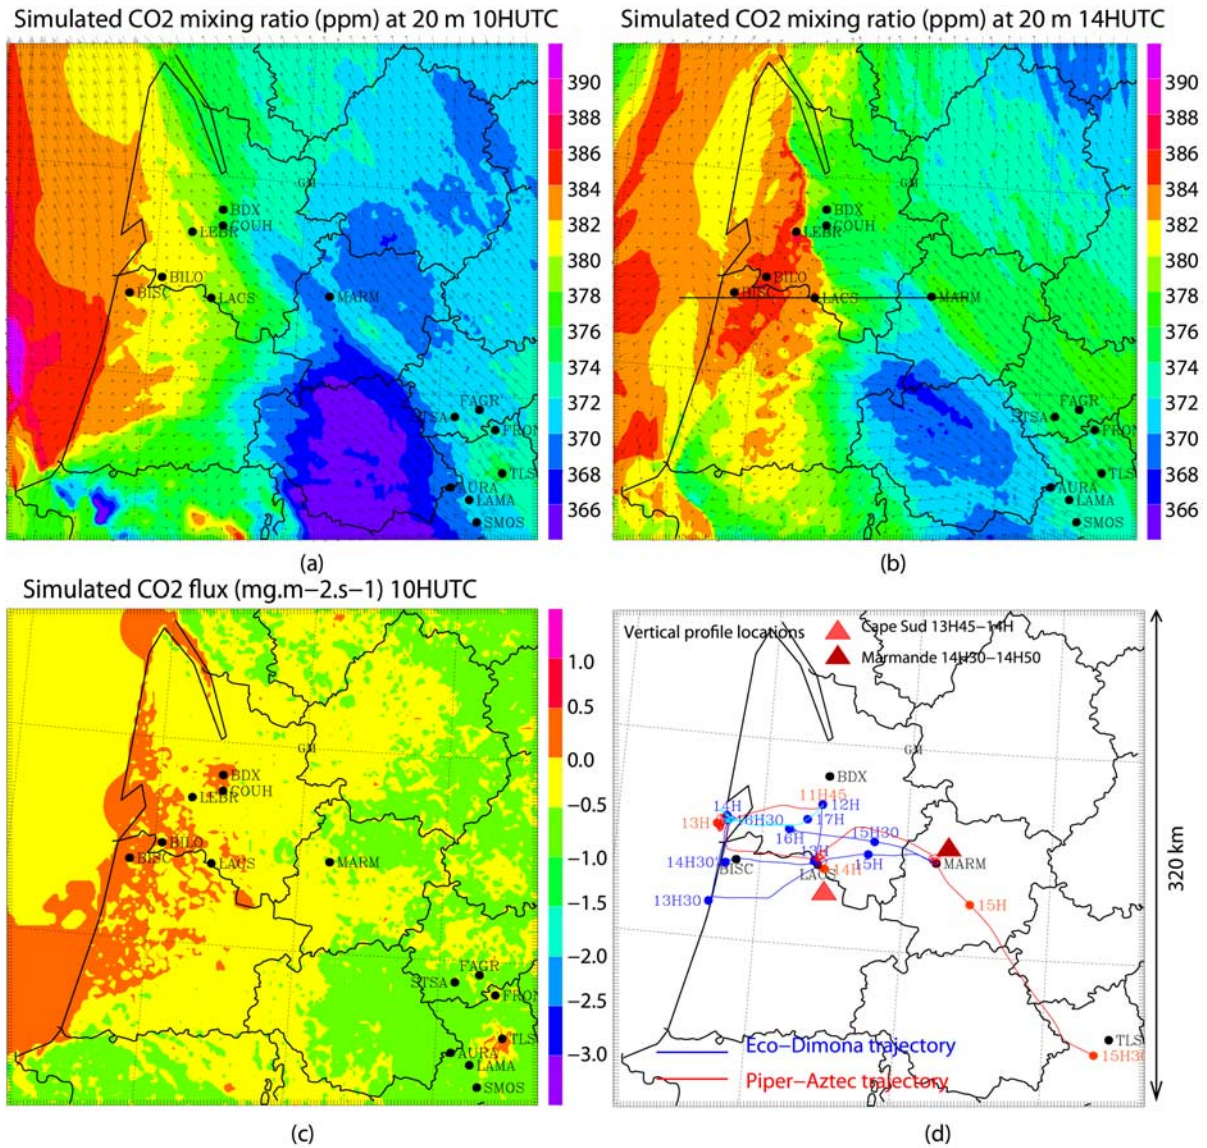 Simulated CO2 mixing ratio (ppm) at 20 m 10HUTC
390
388
386
384
382
380
378
376
374
372
370
368
366
GM
BDX
COUH
LEBR
BILO
BISC
LACS
MARM
FAGR
STSA
FRON
TLS
AURA
LAMA
SMOS
(a)
Simulated CO2 mixing ratio (ppm) at 20 m 14HUTC
390
388
386
384
382
380
378
376
374
372
370
368
366
GM
BDX
COUH
LEBR
BILO
BISC
LACS
MARM
FAGR
STSA
FRON
TLS
AURA
LAMA
SMOS
(b)
Simulated CO2 flux (mg.m−2.s−1) 10HUTC
1.0
0.5
0.0
−0.5
−1.0
−1.5
−2.0
−2.5
−3.0
GM
BDX
COUH
LEBR
BILO
BISC
LACS
MARM
FAGR
STSA
FRON
TLS
AURA
LAMA
SMOS
(c)
Vertical profile locations
Cape Sud 13H45−14H
Marmande 14H30−14H50
GM
BDX
11H45
12H
14H
16H30
17H
13H
16H
15H30
13H
15H
14H30
BISC
LACS
14H
MARM
13H30
15H
TLS
15H30
Eco−Dimona trajectory
Piper−Aztec trajectory
320 km
(d)